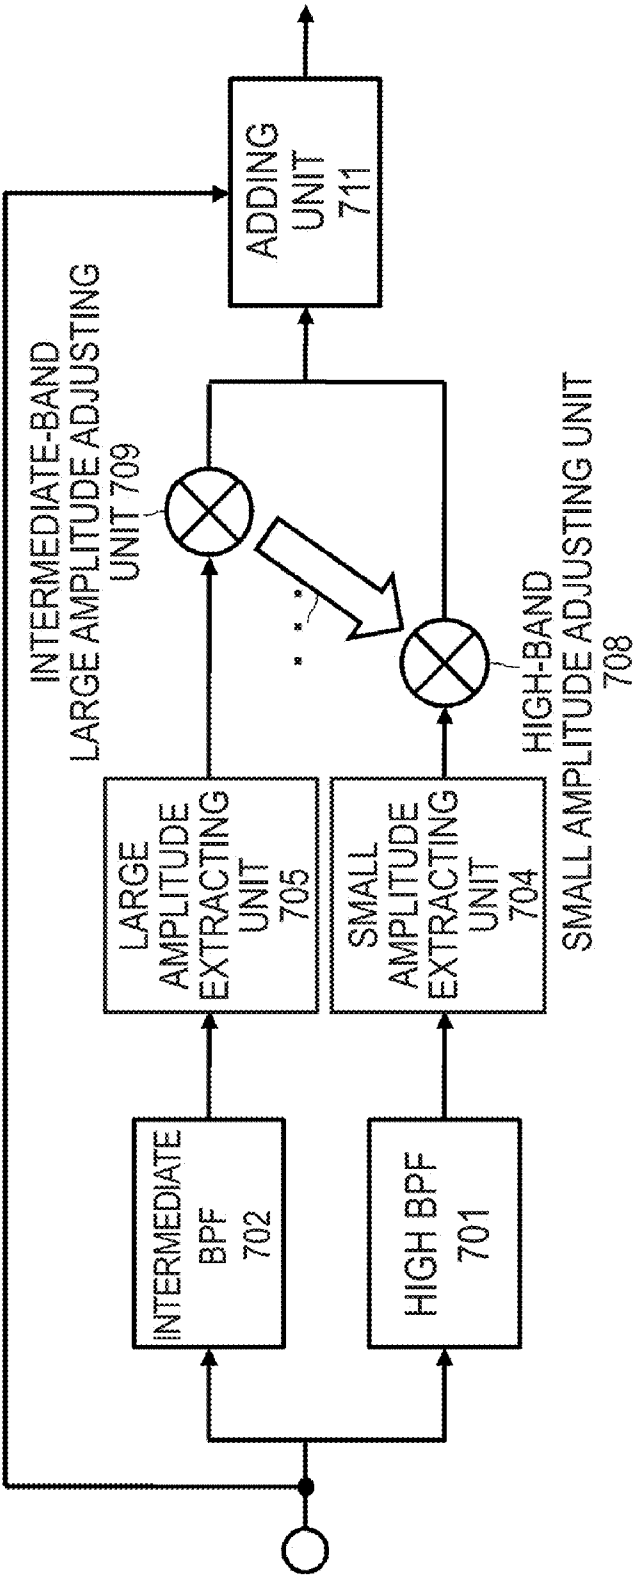 INTERMEDIATE
BPF
702
HIGH BPF
701
LARGE
AMPLITUDE
EXTRACTING
UNIT
705
SMALL
AMPLITUDE
EXTRACTING
UNIT
704
INTERMEDIATE-BAND
LARGE AMPLITUDE ADJUSTING
UNIT 709
HIGH-BAND
SMALL AMPLITUDE ADJUSTING UNIT
708
ADDING
UNIT
711